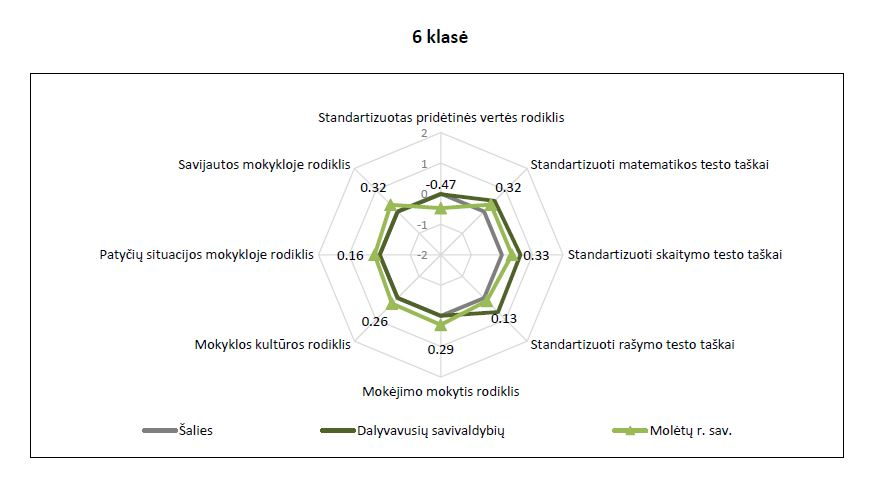 6 klasė
Standartizuotas pridėtinės vertės rodiklis
2
Savijautos mokykloje rodiklis
1
Standartizuoti matematikos testo taškai
0.32
0
-0.47
0.32
-1
Patyčių situacijos mokykloje rodiklis
0.16
-2
0.33
Standartizuoti skaitymo testo taškai
0.26
0.13
Mokyklos kultūros rodiklis
0.29
Standartizuoti rašymo testo taškai
Mokėjimo mokytis rodiklis
Šalies
Dalyvavusių savivaldybių
Molėtų r. sav.